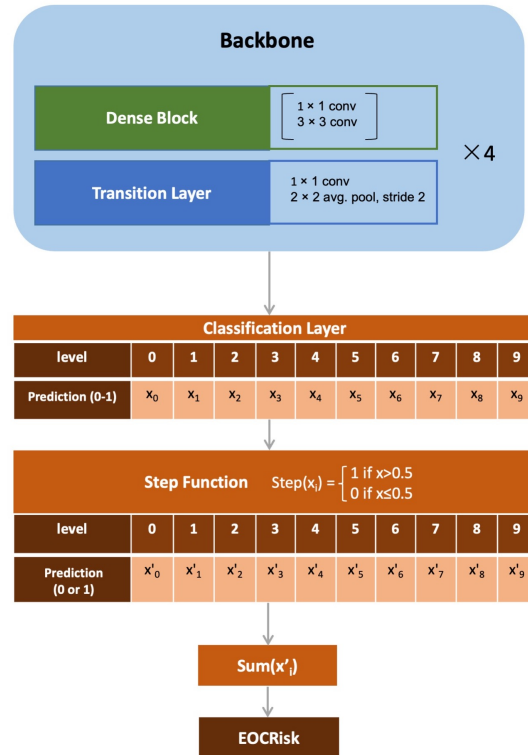 Backbone
Dense Block
1 × 1 conv
3 × 3 conv
×4
Transition Layer
1 × 1 conv
2 × 2 avg. pool, stride 2
Classification Layer
level 0 1 2 3 4 5 6 7 8 9
Prediction (0-1) x₀ x₁ x₂ x₃ x₄ x₅ x₆ x₇ x₈ x₉
Step Function Step(xᵢ) = { 1 if x>0.5
0 if x≤0.5
level 0 1 2 3 4 5 6 7 8 9
Prediction
(0 or 1) x'₀ x'₁ x'₂ x'₃ x'₄ x'₅ x'₆ x'₇ x'₈ x'₉
Sum(x'ᵢ)
EOCRisk